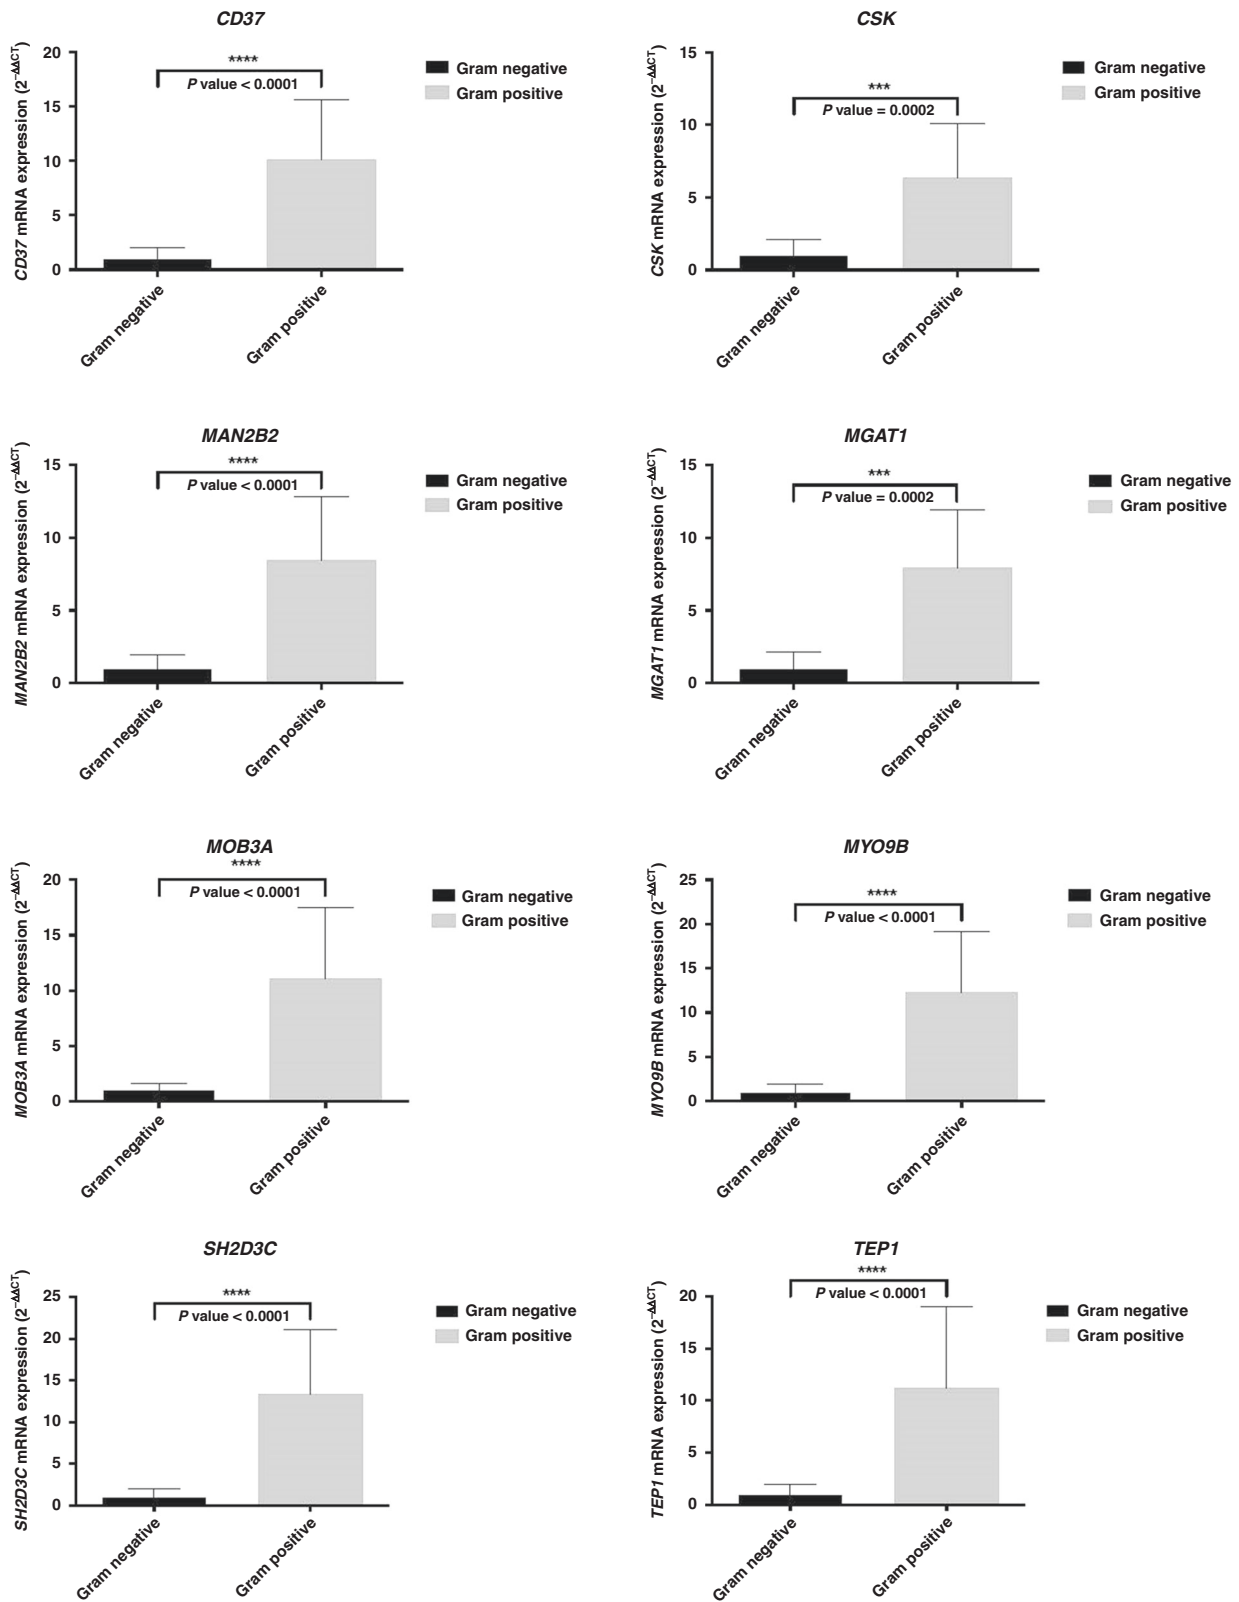 CD37
CD37 mRNA expression (2⁻ΔΔCT)
20
15
10
5
0
****
P value < 0.0001
Gram negative
Gram positive
Gram negative
Gram positive
CSK
CSK mRNA expression (2⁻ΔΔCT)
15
10
5
0
***
P value = 0.0002
Gram negative
Gram positive
Gram negative
Gram positive
MAN2B2
MAN2B2 mRNA expression (2⁻ΔΔCT)
15
10
5
0
****
P value < 0.0001
Gram negative
Gram positive
Gram negative
Gram positive
MGAT1
MGAT1 mRNA expression (2⁻ΔΔCT)
15
10
5
0
***
P value = 0.0002
Gram negative
Gram positive
Gram negative
Gram positive
MOB3A
MOB3A mRNA expression (2⁻ΔΔCT)
20
15
10
5
0
****
P value < 0.0001
Gram negative
Gram positive
Gram negative
Gram positive
MYO9B
MYO9B mRNA expression (2⁻ΔΔCT)
25
20
15
10
5
0
****
P value < 0.0001
Gram negative
Gram positive
Gram negative
Gram positive
SH2D3C
SH2D3C mRNA expression (2⁻ΔΔCT)
25
20
15
10
5
0
****
P value < 0.0001
Gram negative
Gram positive
Gram negative
Gram positive
TEP1
TEP1 mRNA expression (2⁻ΔΔCT)
20
15
10
5
0
****
P value < 0.0001
Gram negative
Gram positive
Gram negative
Gram positive